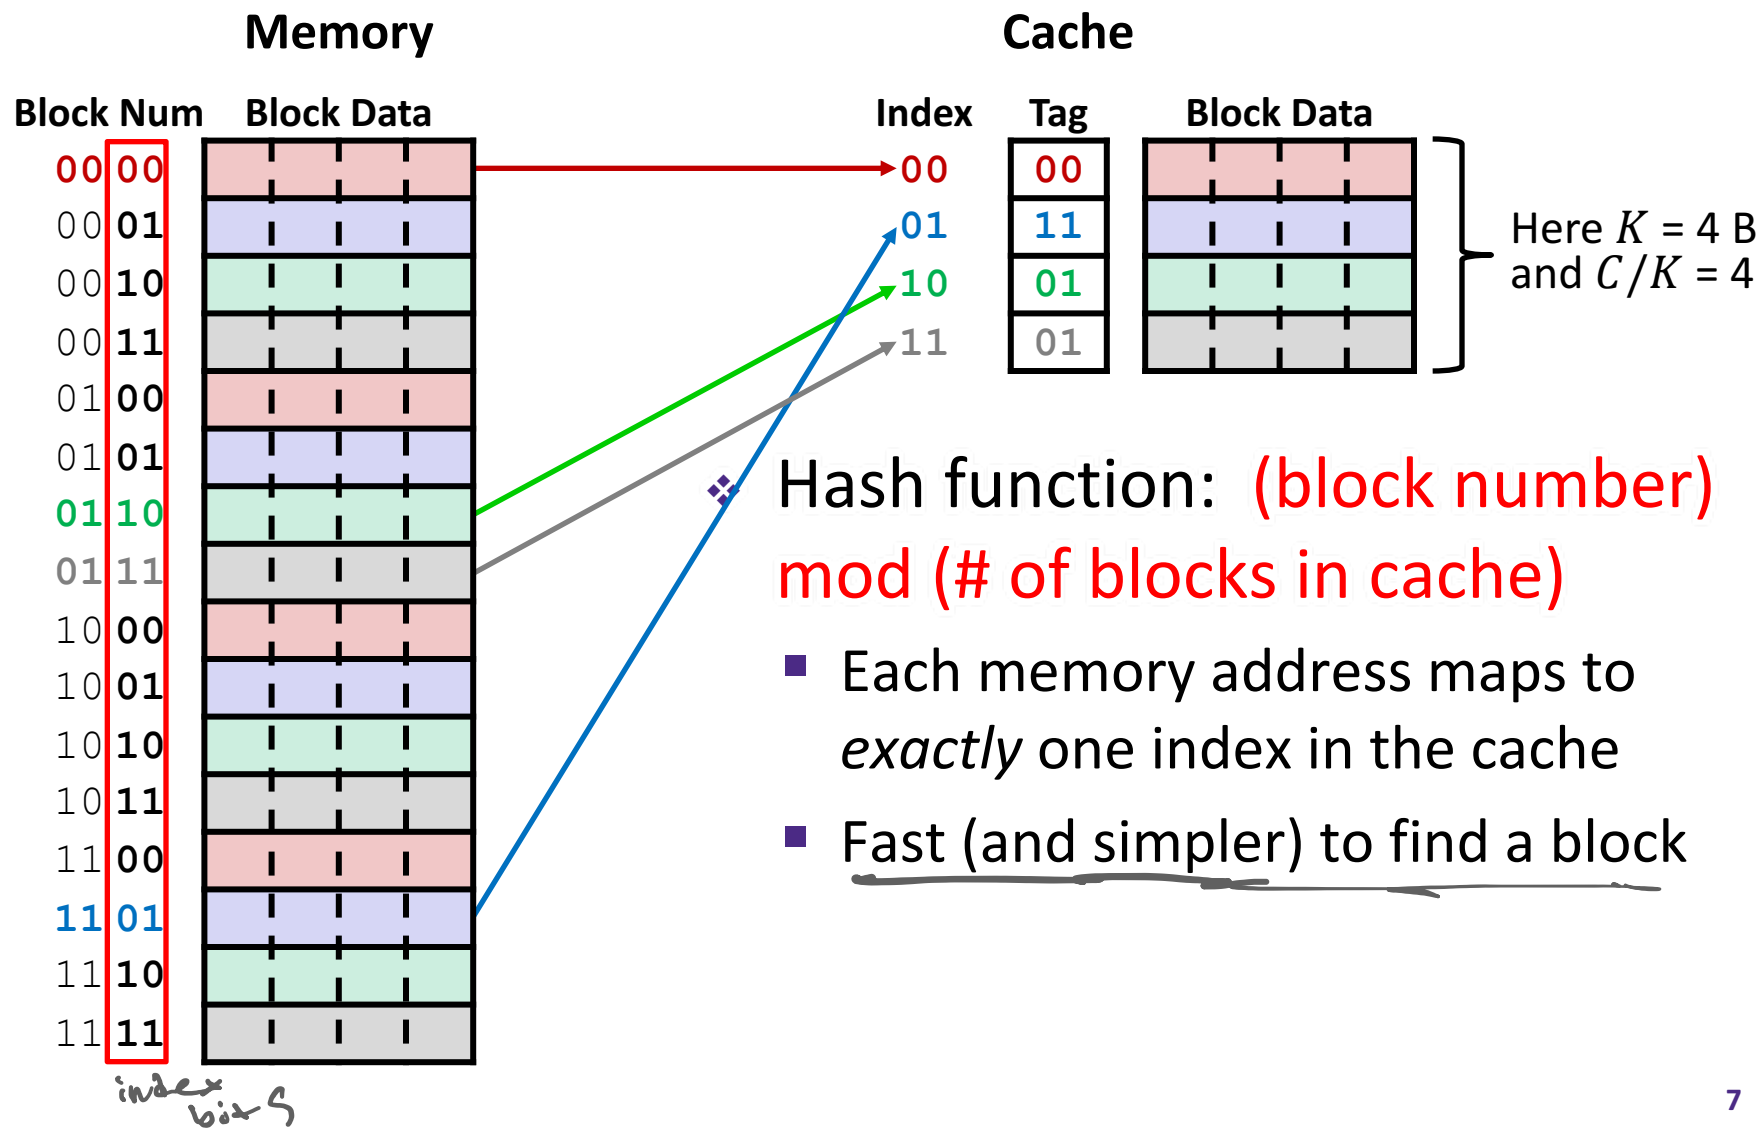 Memory
Cache
Block Num Block Data
Index Tag Block Data
00 00
00 01
00 10
00 11
01 00
01 01
01 10
01 11
10 00
10 01
10 10
10 11
11 00
11 01
11 10
11 11
index
bits
00 00
01 11
10 01
11 01
Here K = 4 B
and C/K = 4
❖ Hash function: (block number)
mod (# of blocks in cache)
▪ Each memory address maps to
exactly one index in the cache
▪ Fast (and simpler) to find a block
7